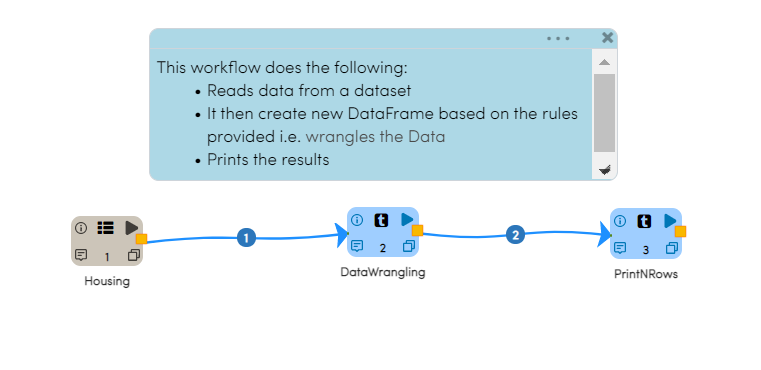 This workflow does the following:
• Reads data from a dataset
• It then create new DataFrame based on the rules
provided i.e. wrangles the Data
• Prints the results
1
2
1
t
2
t
3
Housing
DataWrangling
PrintNRows